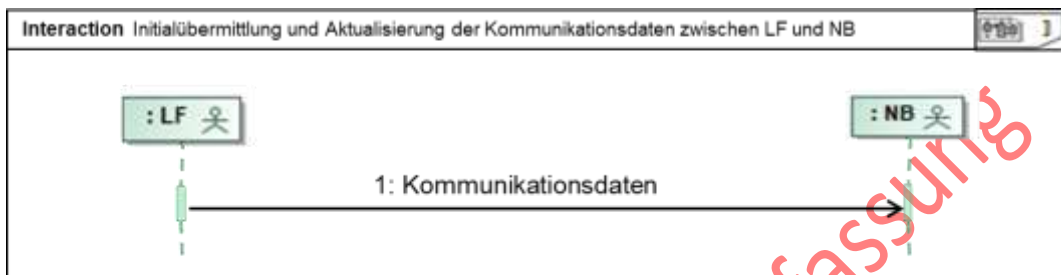 Interaction Initialübermittlung und Aktualisierung der Kommunikationsdaten zwischen LF und NB
: LF
: NB
1: Kommunikationsdaten
fassung